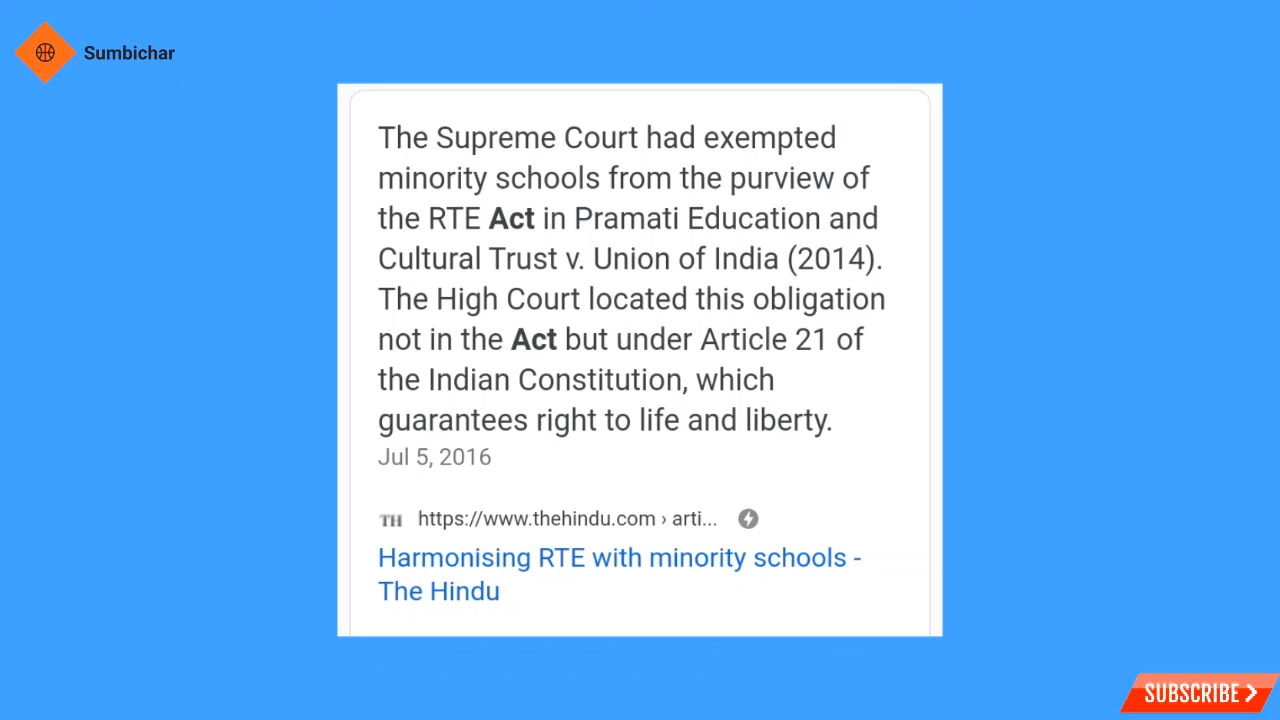 Sumbichar
The Supreme Court had exempted
minority schools from the purview of
the RTE Act in Pramati Education and
Cultural Trust v. Union of India (2014).
The High Court located this obligation
not in the Act but under Article 21 of
the Indian Constitution, which
guarantees right to life and liberty.
Jul 5, 2016
TH https://www.thehindu.com › arti...
Harmonising RTE with minority schools -
The Hindu
SUBSCRIBE